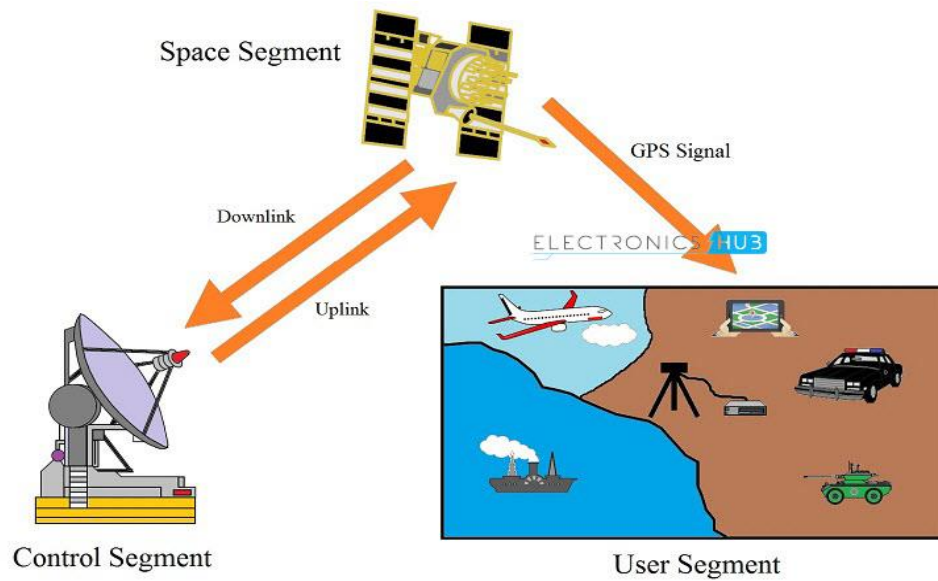 Space Segment
GPS Signal
Downlink
ELECTRONICS HUB
Uplink
Control Segment
User Segment